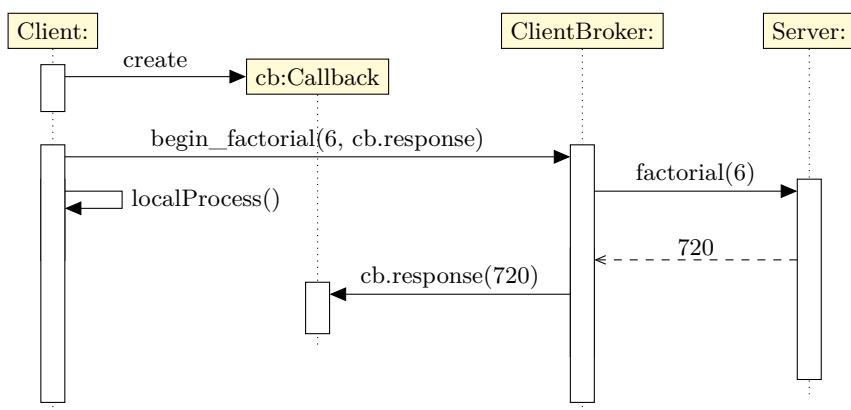 Client:
ClientBroker:
Server:
create
cb:Callback
begin_factorial(6, cb.response)
factorial(6)
localProcess()
720
cb.response(720)